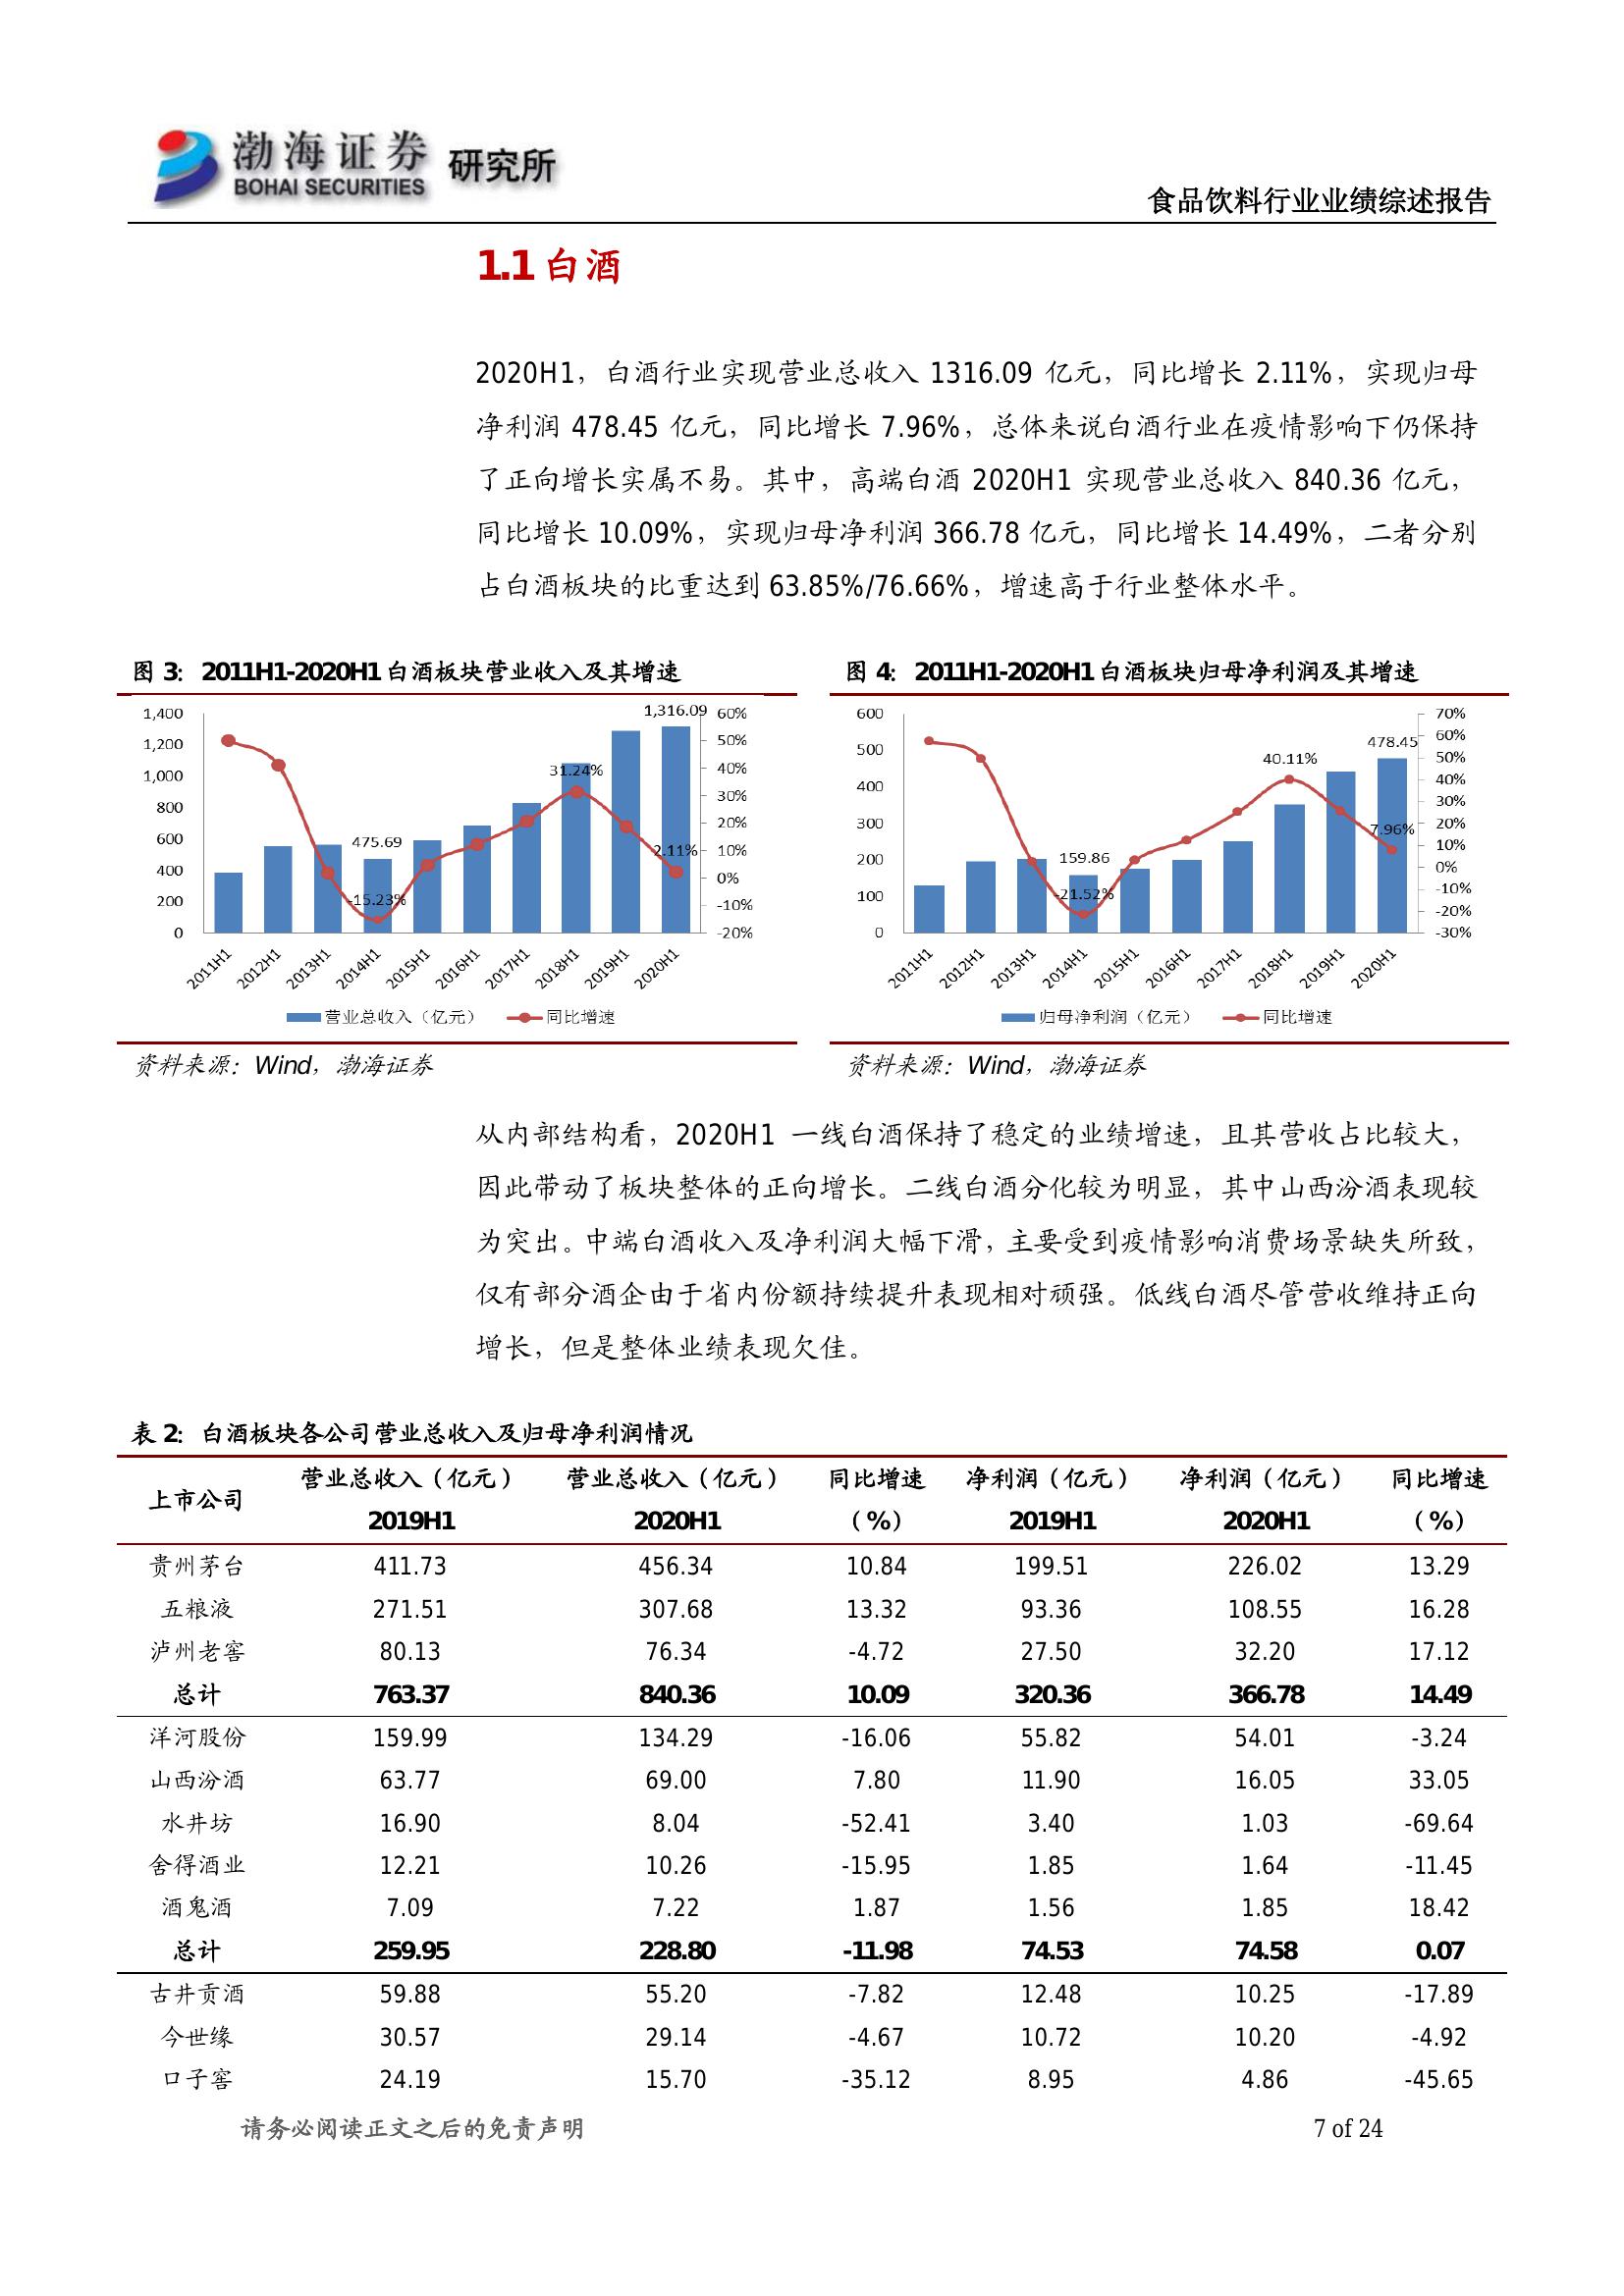 渤海证券 研究所
BOHAI SECURITIES
食品饮料行业业绩综述报告
1.1 白酒
2020H1，白酒行业实现营业总收入 1316.09 亿元，同比增长 2.11%，实现归母
净利润 478.45 亿元，同比增长 7.96%，总体来说白酒行业在疫情影响下仍保持
了正向增长实属不易。其中，高端白酒 2020H1 实现营业总收入 840.36 亿元，
同比增长 10.09%，实现归母净利润 366.78 亿元，同比增长 14.49%，二者分别
占白酒板块的比重达到 63.85%/76.66%，增速高于行业整体水平。
图 3： 2011H1-2020H1 白酒板块营业收入及其增速
1,400
1,200
1,000
800
600
400
200
0
1,316.09
31.24%
475.69
2.11%
-15.23%
60%
50%
40%
30%
20%
10%
0%
-10%
-20%
2011H1 2012H1 2013H1 2014H1 2015H1 2016H1 2017H1 2018H1 2019H1 2020H1
营业总收入（亿元） 同比增速
资料来源：Wind，渤海证券
图 4： 2011H1-2020H1 白酒板块归母净利润及其增速
600
500
400
300
200
100
0
478.45
40.11%
7.96%
159.86
-21.52%
70%
60%
50%
40%
30%
20%
10%
0%
-10%
-20%
-30%
2011H1 2012H1 2013H1 2014H1 2015H1 2016H1 2017H1 2018H1 2019H1 2020H1
归母净利润（亿元） 同比增速
资料来源：Wind，渤海证券
从内部结构看，2020H1 一线白酒保持了稳定的业绩增速，且其营收占比较大，
因此带动了板块整体的正向增长。二线白酒分化较为明显，其中山西汾酒表现较
为突出。中端白酒收入及净利润大幅下滑，主要受到疫情影响消费场景缺失所致，
仅有部分酒企由于省内份额持续提升表现相对顽强。低线白酒尽管营收维持正向
增长，但是整体业绩表现欠佳。
表 2：白酒板块各公司营业总收入及归母净利润情况
上市公司 营业总收入（亿元） 营业总收入（亿元） 同比增速 净利润（亿元） 净利润（亿元） 同比增速
2019H1 2020H1 （%） 2019H1 2020H1 （%）
贵州茅台 411.73 456.34 10.84 199.51 226.02 13.29
五粮液 271.51 307.68 13.32 93.36 108.55 16.28
泸州老窖 80.13 76.34 -4.72 27.50 32.20 17.12
总计 763.37 840.36 10.09 320.36 366.78 14.49
洋河股份 159.99 134.29 -16.06 55.82 54.01 -3.24
山西汾酒 63.77 69.00 7.80 11.90 16.05 33.05
水井坊 16.90 8.04 -52.41 3.40 1.03 -69.64
舍得酒业 12.21 10.26 -15.95 1.85 1.64 -11.45
酒鬼酒 7.09 7.22 1.87 1.56 1.85 18.42
总计 259.95 228.80 -11.98 74.53 74.58 0.07
古井贡酒 59.88 55.20 -7.82 12.48 10.25 -17.89
今世缘 30.57 29.14 -4.67 10.72 10.20 -4.92
口子窖 24.19 15.70 -35.12 8.95 4.86 -45.65
请务必阅读正文之后的免责声明 7 of 24